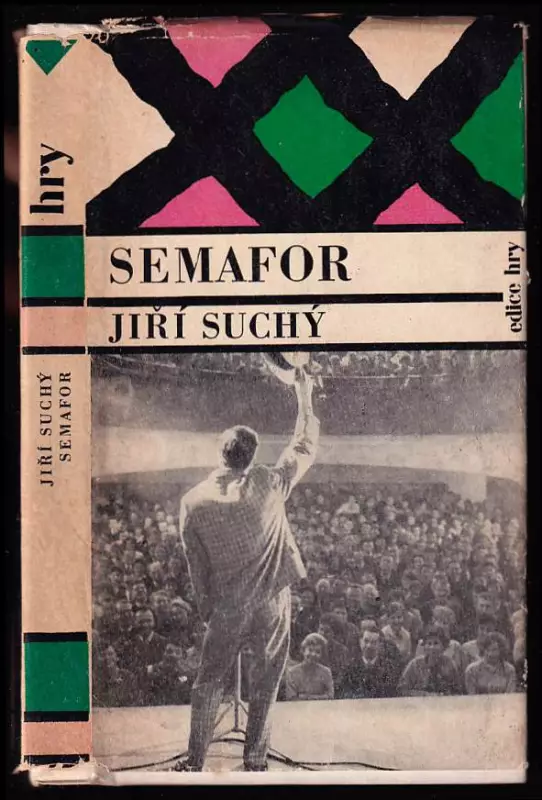 hry
SEMAFOR
JIŘÍ SUCHÝ
edice hry
JIŘÍ SUCHÝ
SEMAFOR